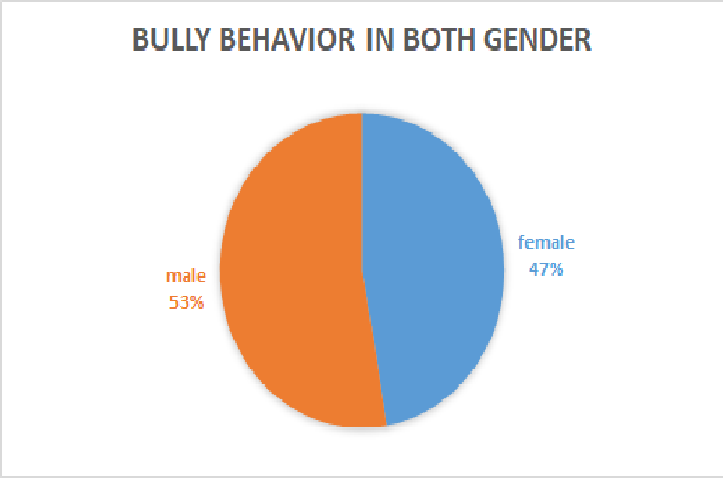 BULLY BEHAVIOR IN BOTH GENDER
female
47%
male
53%